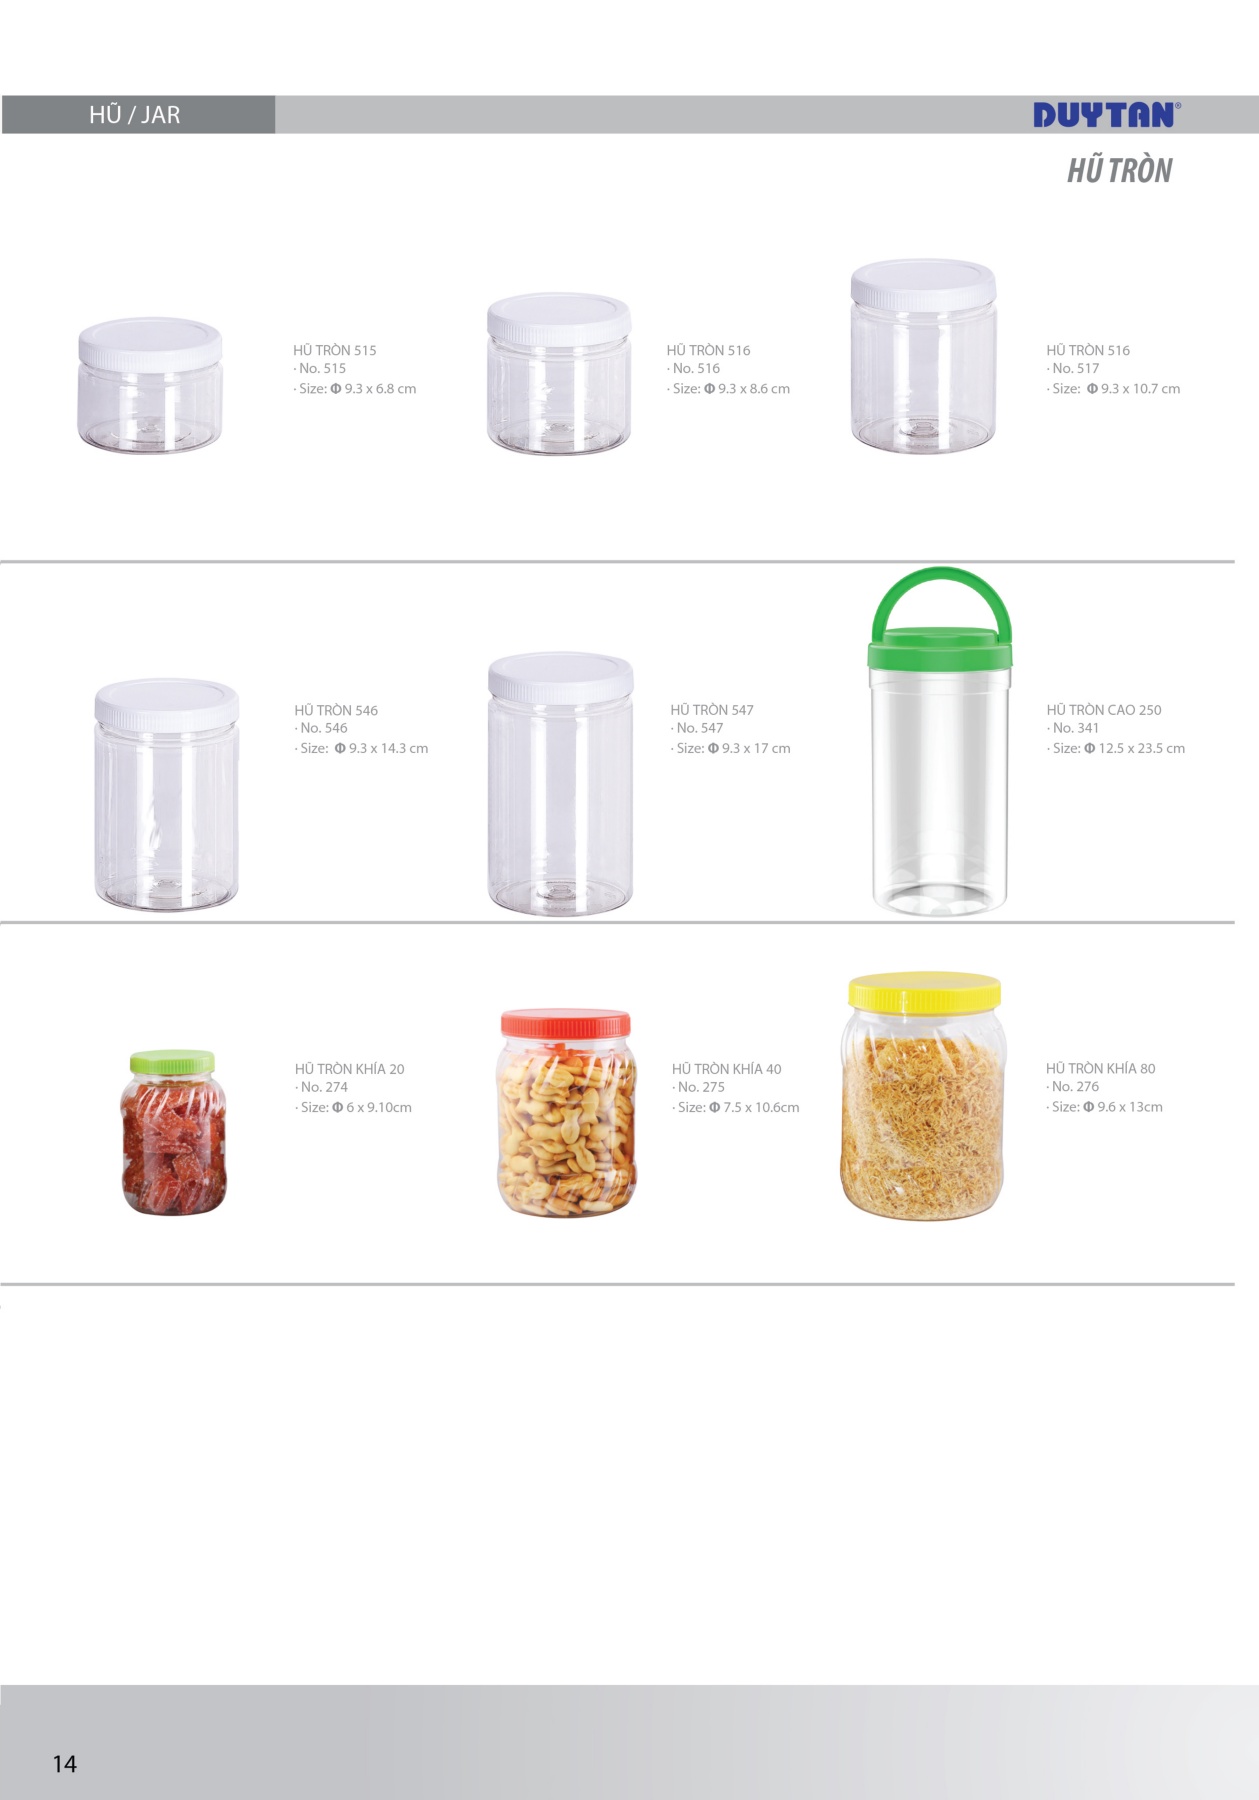 HŨ / JAR
DUYTAN®
HŨ TRÒN
HŨ TRÒN 515
· No. 515
· Size: Φ 9.3 x 6.8 cm
HŨ TRÒN 516
· No. 516
· Size: Φ 9.3 x 8.6 cm
HŨ TRÒN 516
· No. 517
· Size: Φ 9.3 x 10.7 cm
HŨ TRÒN 546
· No. 546
· Size: Φ 9.3 x 14.3 cm
HŨ TRÒN 547
· No. 547
· Size: Φ 9.3 x 17 cm
HŨ TRÒN CAO 250
· No. 341
· Size: Φ 12.5 x 23.5 cm
HŨ TRÒN KHÍA 20
· No. 274
· Size: Φ 6 x 9.10cm
HŨ TRÒN KHÍA 40
· No. 275
· Size: Φ 7.5 x 10.6cm
HŨ TRÒN KHÍA 80
· No. 276
· Size: Φ 9.6 x 13cm
14